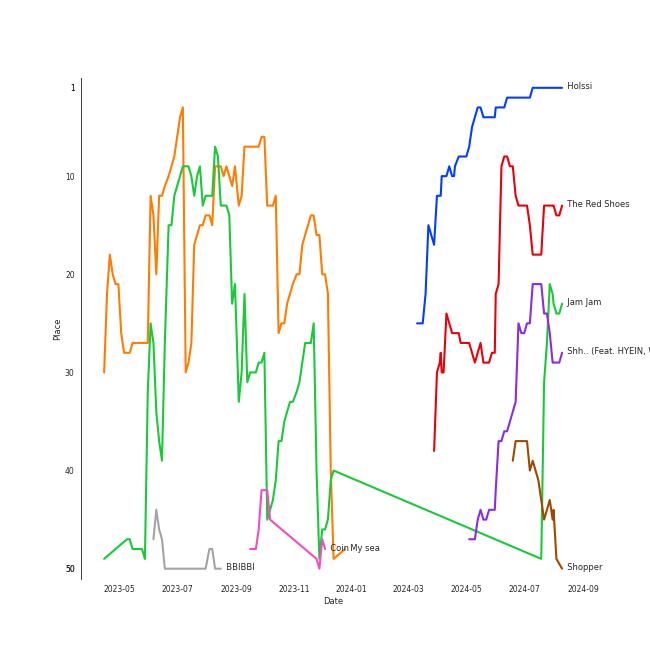 1
Holssi
10
The Red Shoes
20
Jam Jam
Place
Shh.. (Feat. HYEIN, W
30
40
Coin
My sea
50
BBIBBI
Shopper
2023-05
2023-07
2023-09
2023-11
2024-01
2024-03
2024-05
2024-07
2024-09
Date